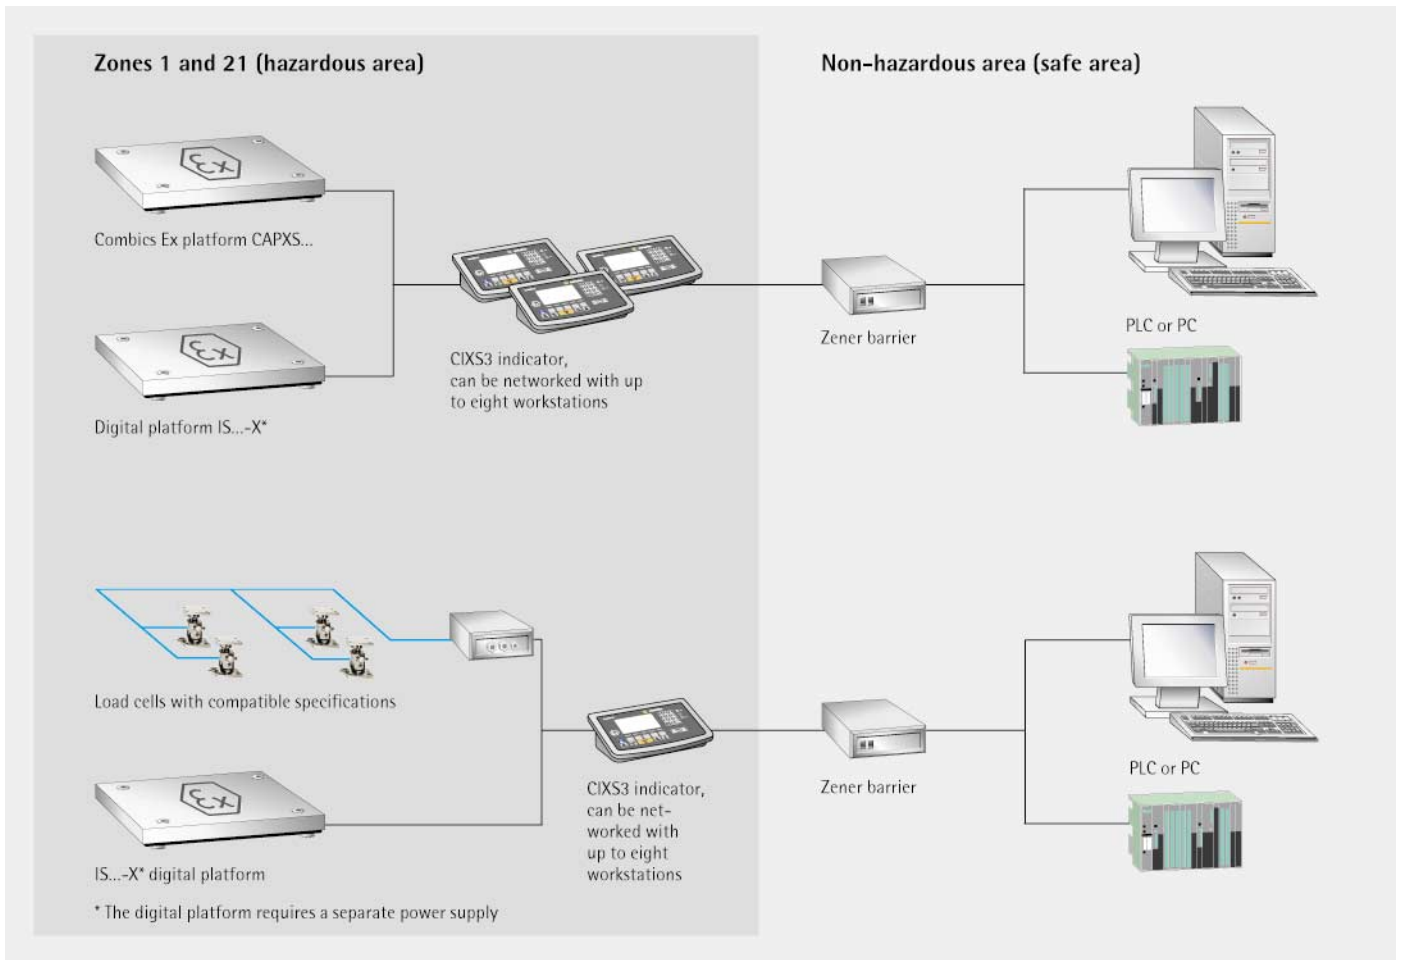 Zones 1 and 21 (hazardous area)
Non-hazardous area (safe area)
Combics Ex platform CAPXS...
Digital platform IS...-X*
CIXS3 indicator,
can be networked with up
to eight workstations
Zener barrier
PLC or PC
Load cells with compatible specifications
IS...-X* digital platform
* The digital platform requires a separate power supply
CIXS3 indicator,
can be net-
worked with
up to eight
workstations
Zener barrier
PLC or PC